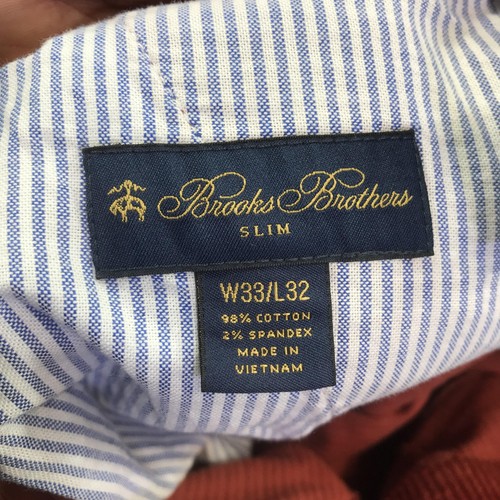 Brooks Brothers
SLIM
W33/L32
98% COTTON
2% SPANDEX
MADE IN
VIETNAM